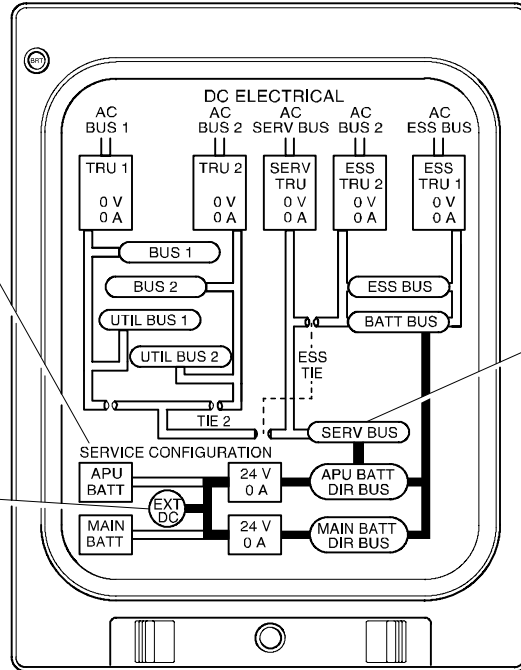 BRT
DC ELECTRICAL
AC
BUS 1
AC
BUS 2
AC
SERV BUS
AC
BUS 2
AC
ESS BUS
TRU 1
0 V
0 A
TRU 2
0 V
0 A
SERV
TRU
0 V
0 A
ESS
TRU 2
0 V
0 A
ESS
TRU 1
0 V
0 A
BUS 1
BUS 2
ESS BUS
UTIL BUS 1
BATT BUS
UTIL BUS 2
ESS
TIE
TIE 2
SERV BUS
SERVICE CONFIGURATION
APU
BATT
24 V
0 A
APU BATT
DIR BUS
EXT
DC
MAIN
BATT
24 V
0 A
MAIN BATT
DIR BUS